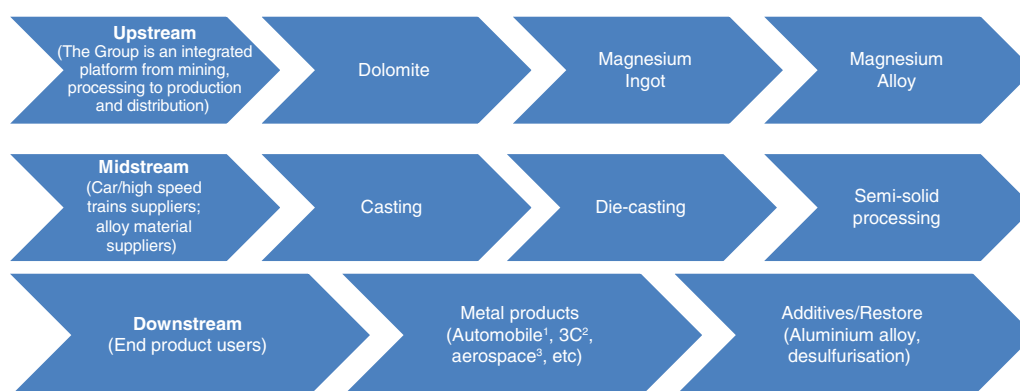 Upstream
(The Group is an integrated
platform from mining,
processing to production
and distribution)
Dolomite
Magnesium
Ingot
Magnesium
Alloy
Midstream
(Car/high speed
trains suppliers;
alloy material
suppliers)
Casting
Die-casting
Semi-solid
processing
Downstream
(End product users)
Metal products
(Automobile¹, 3C²,
aerospace³, etc)
Additives/Restore
(Aluminium alloy,
desulfurisation)